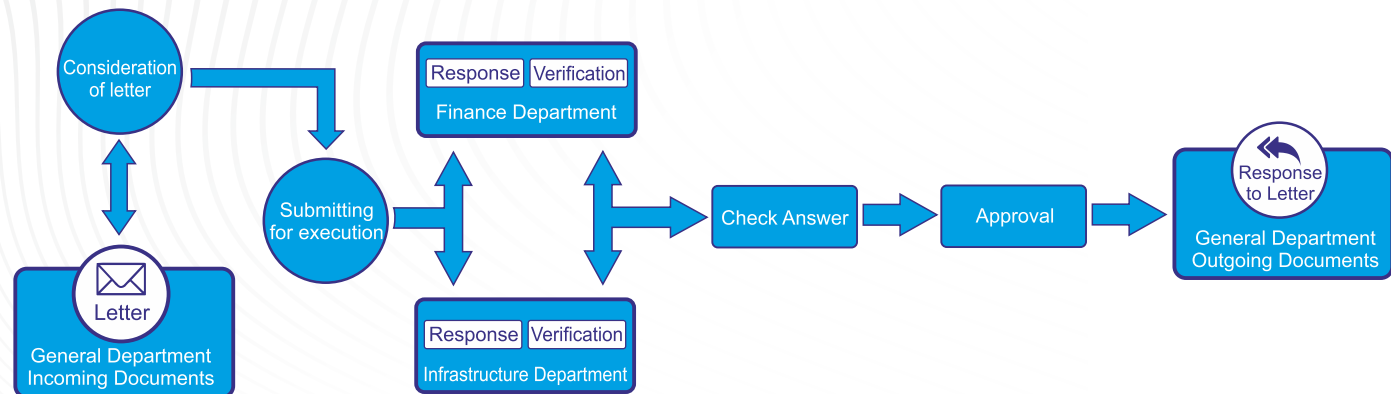 Consideration
of letter
Letter
General Department
Incoming Documents
Submitting
for execution
Response
Verification
Finance Department
Response
Verification
Infrastructure Department
Check Answer
Approval
Response
to Letter
General Department
Outgoing Documents